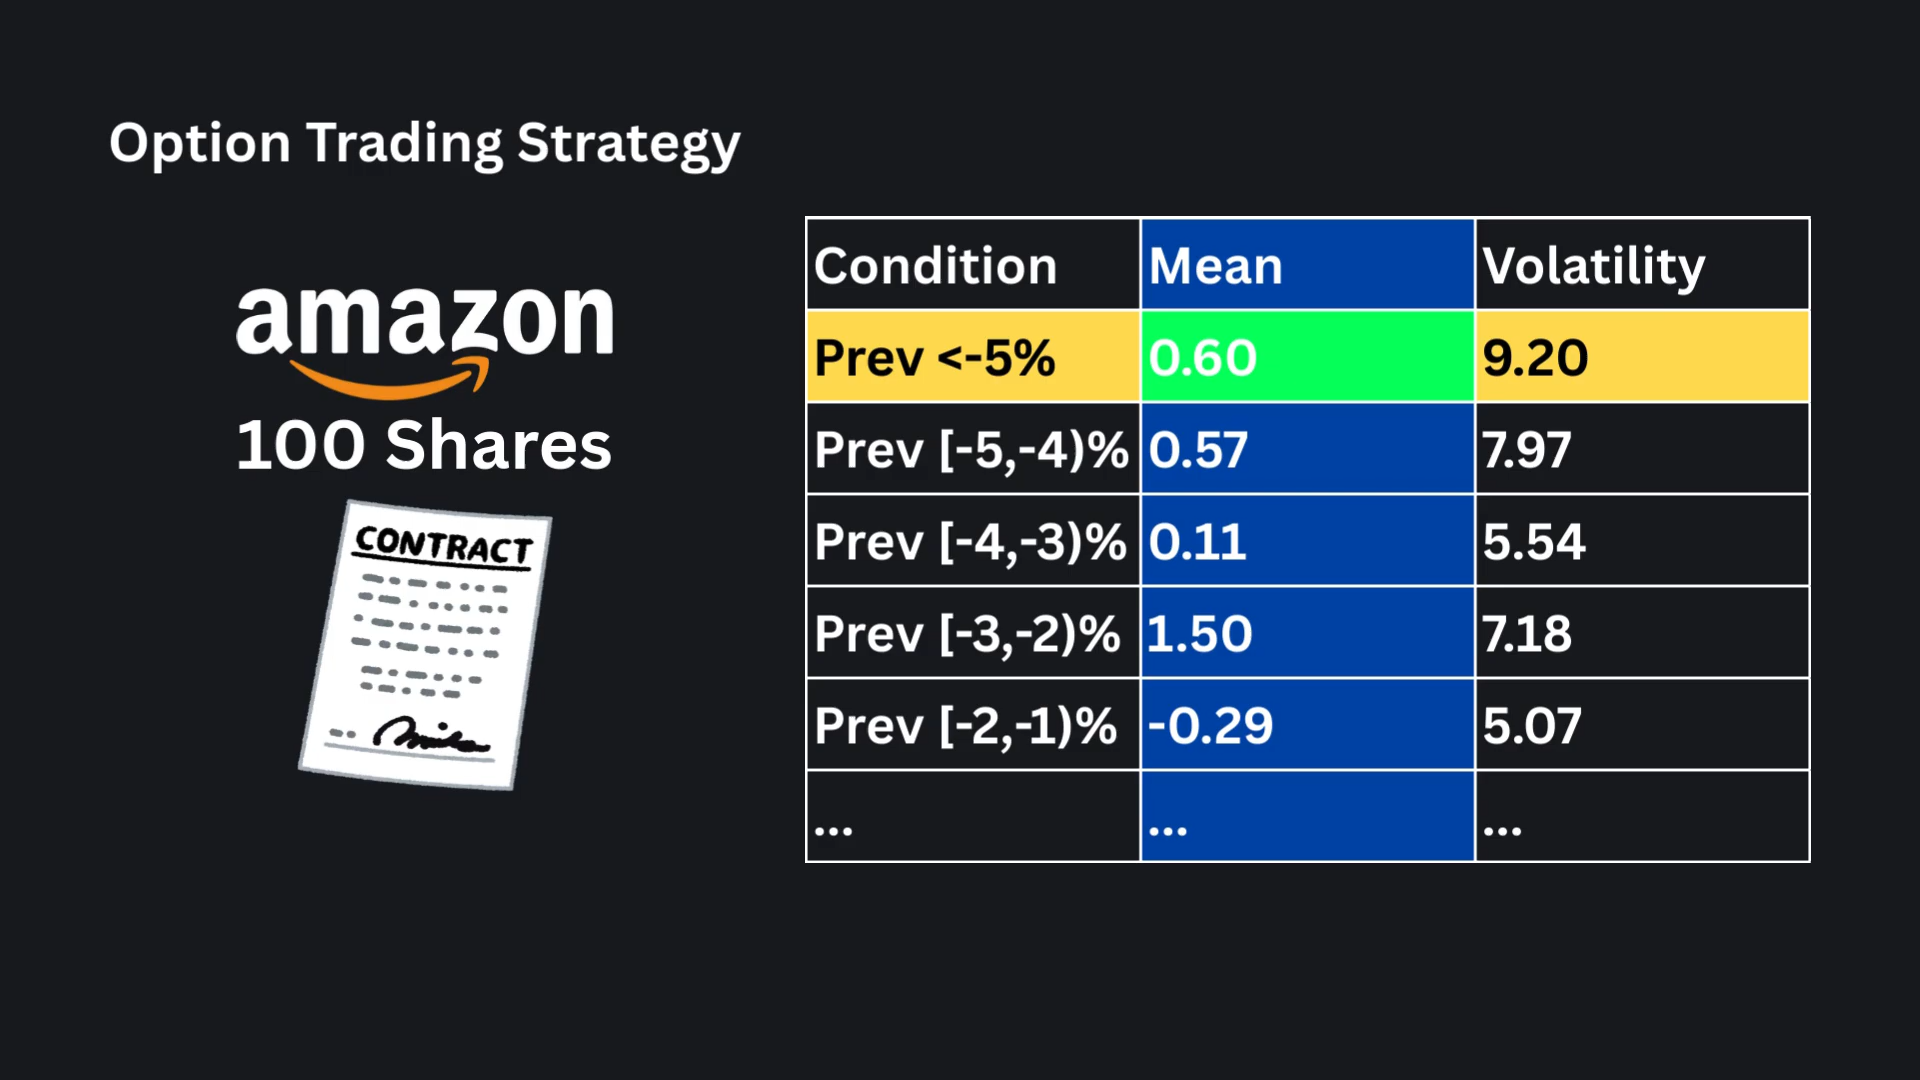 Option Trading Strategy
amazon
100 Shares
CONTRACT
Condition Mean Volatility
Prev <-5% 0.60 9.20
Prev [-5,-4)% 0.57 7.97
Prev [-4,-3)% 0.11 5.54
Prev [-3,-2)% 1.50 7.18
Prev [-2,-1)% -0.29 5.07
... ... ...